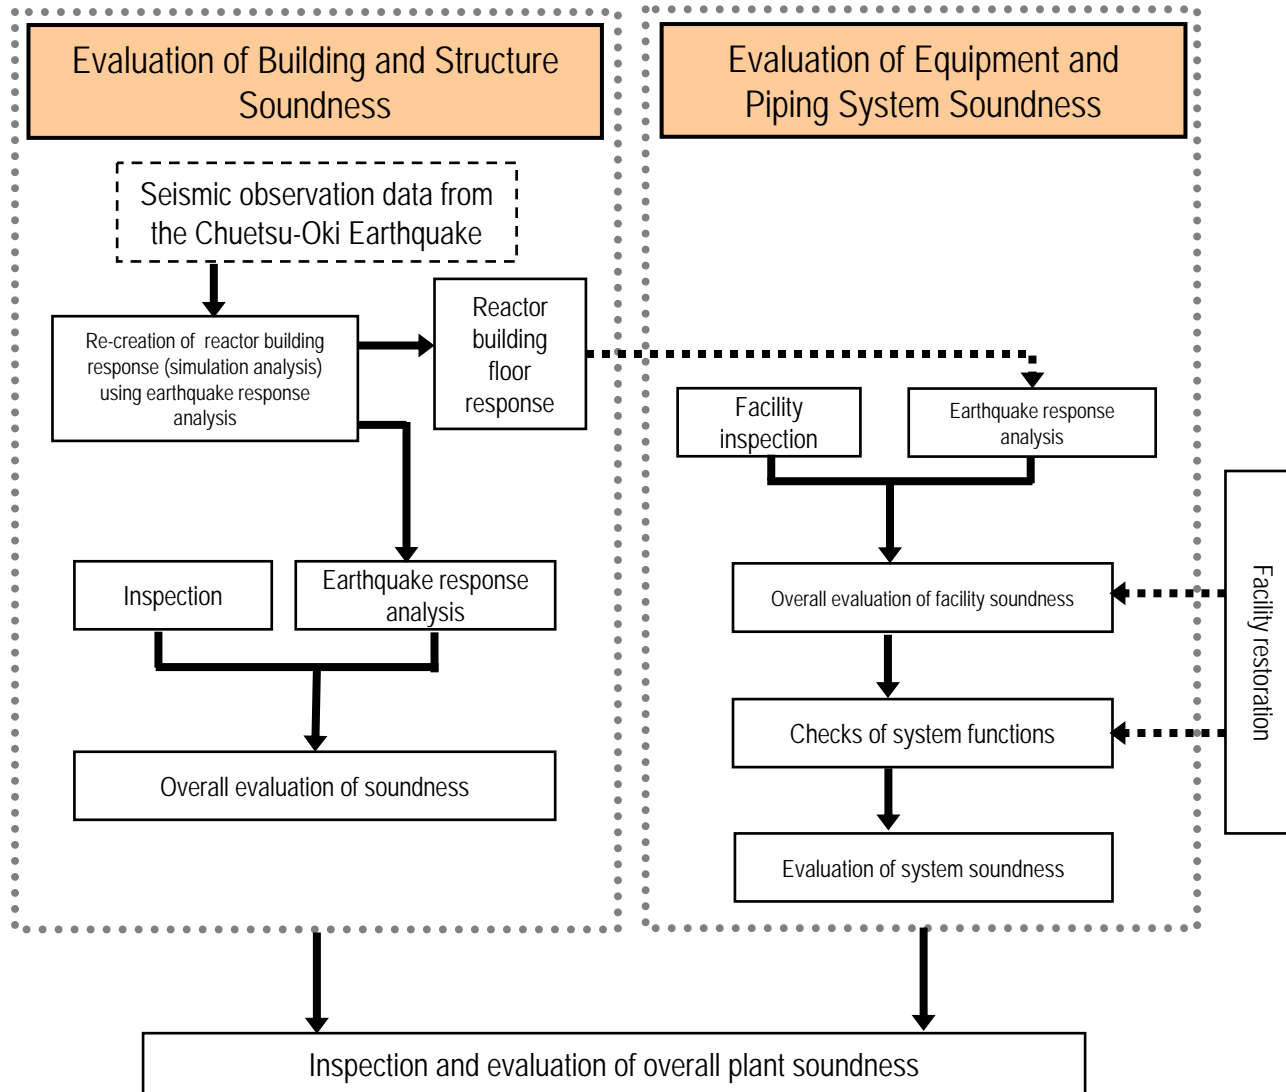 Evaluation of Building and Structure
Soundness
Seismic observation data from
the Chuetsu-Oki Earthquake
Re-creation of reactor building
response (simulation analysis)
using earthquake response
analysis
Reactor
building
floor
response
Inspection
Earthquake response
analysis
Overall evaluation of soundness
Evaluation of Equipment and
Piping System Soundness
Facility
inspection
Earthquake response
analysis
Overall evaluation of facility soundness
Checks of system functions
Evaluation of system soundness
Facility restoration
Inspection and evaluation of overall plant soundness